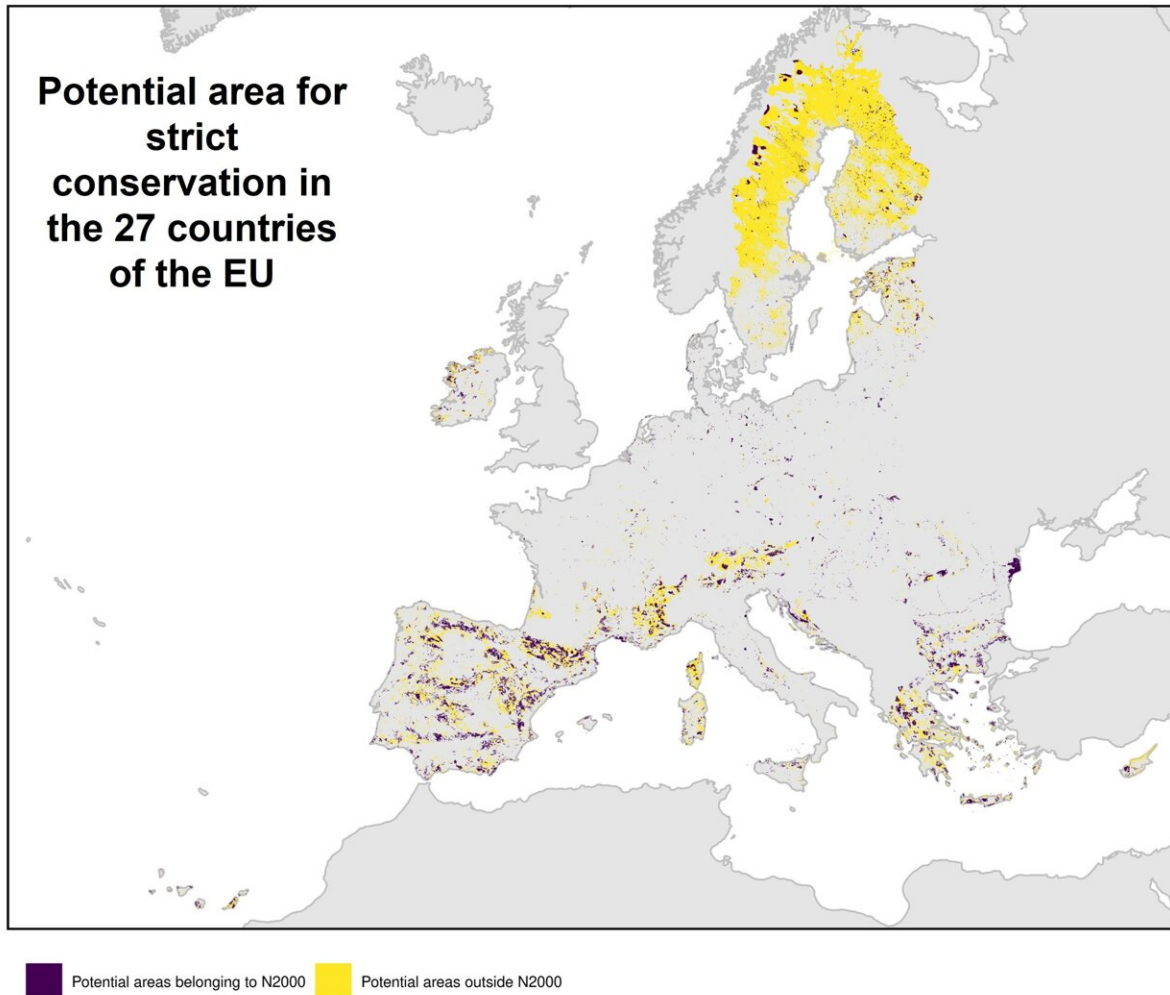 Potential area for
strict
conservation in
the 27 countries
of the EU
Potential areas belonging to N2000
Potential areas outside N2000